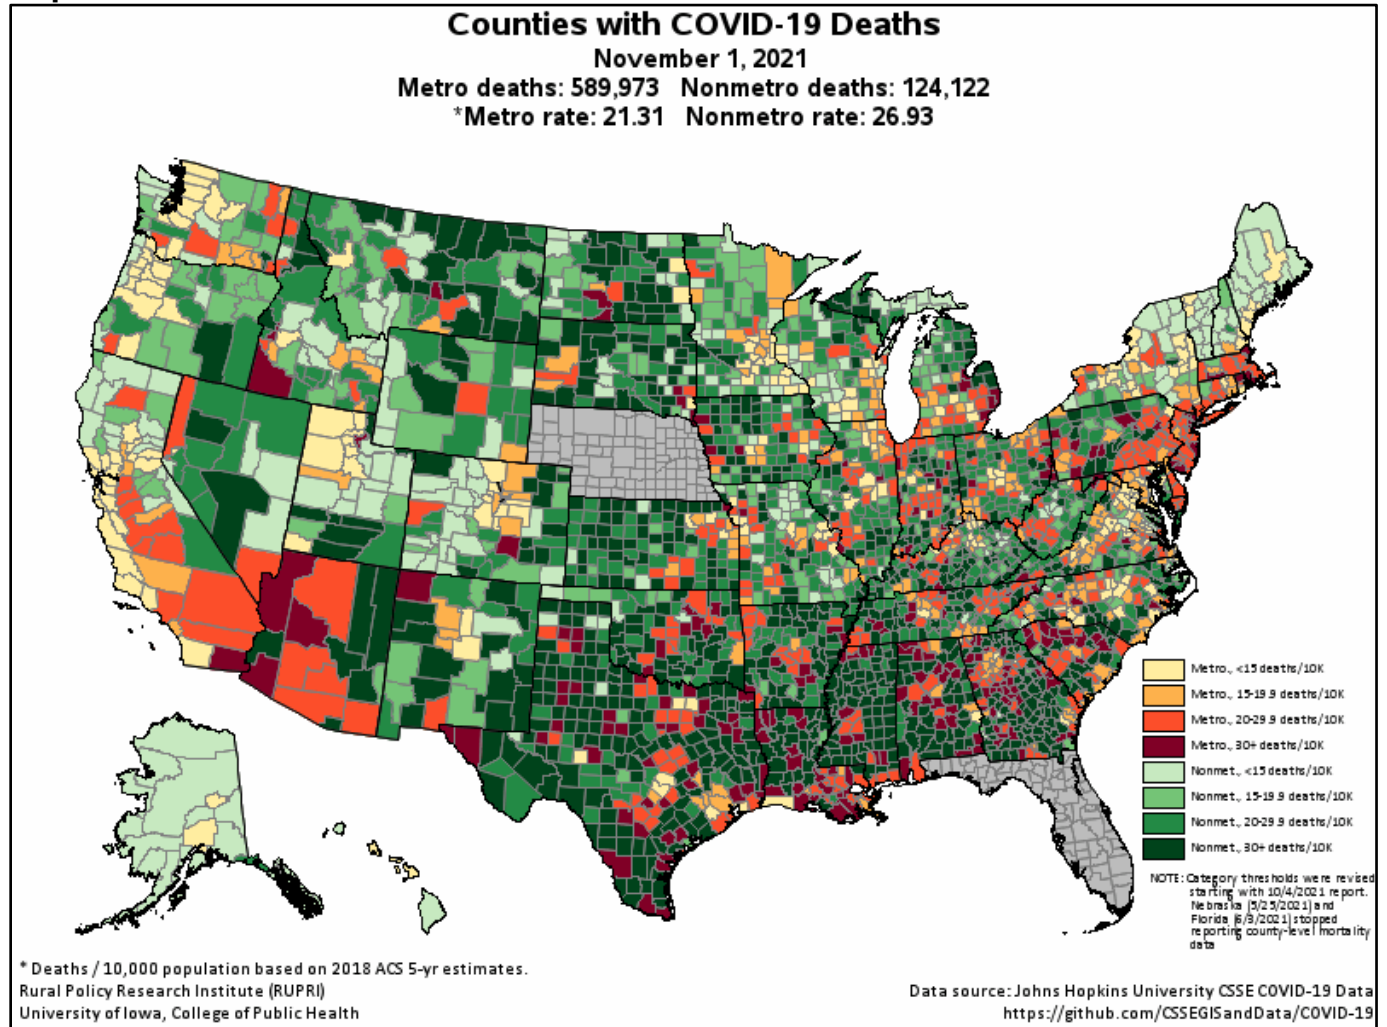 Counties with COVID-19 Deaths
November 1, 2021
Metro deaths: 589,973   Nonmetro deaths: 124,122
*Metro rate: 21.31   Nonmetro rate: 26.93
Metro., <15 deaths/10K
Metro., 15-19.9 deaths/10K
Metro., 20-29.9 deaths/10K
Metro., 30+ deaths/10K
Nonmet., <15 deaths/10K
Nonmet., 15-19.9 deaths/10K
Nonmet., 20-29.9 deaths/10K
Nonmet., 30+ deaths/10K
NOTE: Category thresholds were revised
starting with 10/4/2021 report.
Nebraska (5/25/2021) and
Florida (6/3/2021) stopped
reporting county-level mortality
data
* Deaths / 10,000 population based on 2018 ACS 5-yr estimates.
Rural Policy Research Institute (RUPRI)
University of Iowa, College of Public Health
Data source: Johns Hopkins University CSSE COVID-19 Data
https://github.com/CSSEGISandData/COVID-19